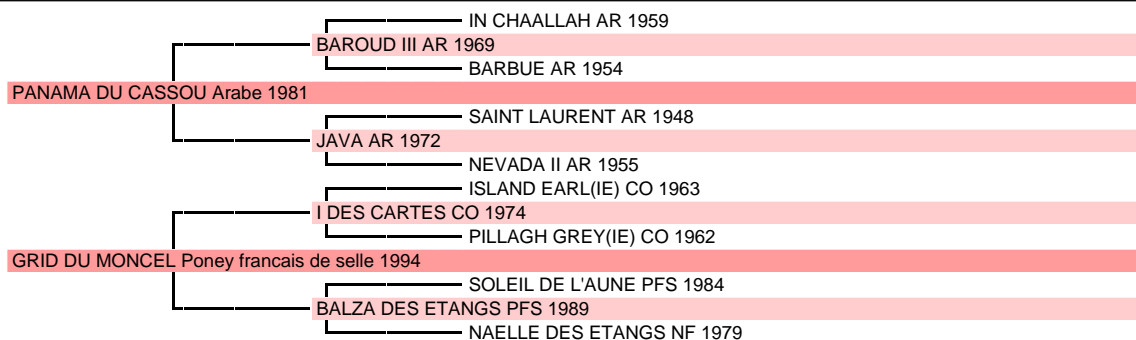 IN CHAALLAH AR 1959
BAROUD III AR 1969
BARBUE AR 1954
PANAMA DU CASSOU Arabe 1981
SAINT LAURENT AR 1948
JAVA AR 1972
NEVADA II AR 1955
ISLAND EARL(IE) CO 1963
I DES CARTES CO 1974
PILLAGH GREY(IE) CO 1962
GRID DU MONCEL Poney francais de selle 1994
SOLEIL DE L'AUNE PFS 1984
BALZA DES ETANGS PFS 1989
NAELLE DES ETANGS NF 1979